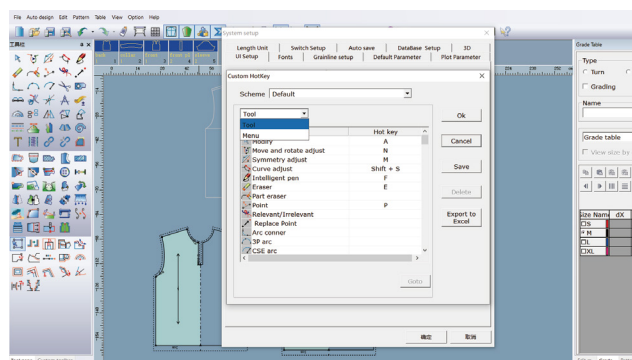 File Auto design Edit Pattern Table View Option Help
System setup
Length Unit Switch Setup Auto save DataBase Setup 3D
UI Setup Fonts Grainline setup Default Parameter Plot Parameter
Custom HotKey
Scheme Default
Tool
Tool
Menu
Hot key
Modify A
Move and rotate adjust N
Symmetry adjust M
Curve adjust Shift + S
Intelligent pen F
Eraser E
Part eraser
Point P
Relevant/Irrelevant
Replace Point
Arc conner
3P arc
CSE arc
Ok
Cancel
Save
Delete
Export to
Excel
Goto
确定 取消
Grade Table
Type
Turn
Grading
Name
Grade table
View size by
Size Name dX
S
M
L
XL